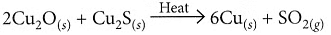 2Cu₂O₍s₎ + Cu₂S₍s₎ —Heat→ 6Cu₍s₎ + SO₂₍g₎